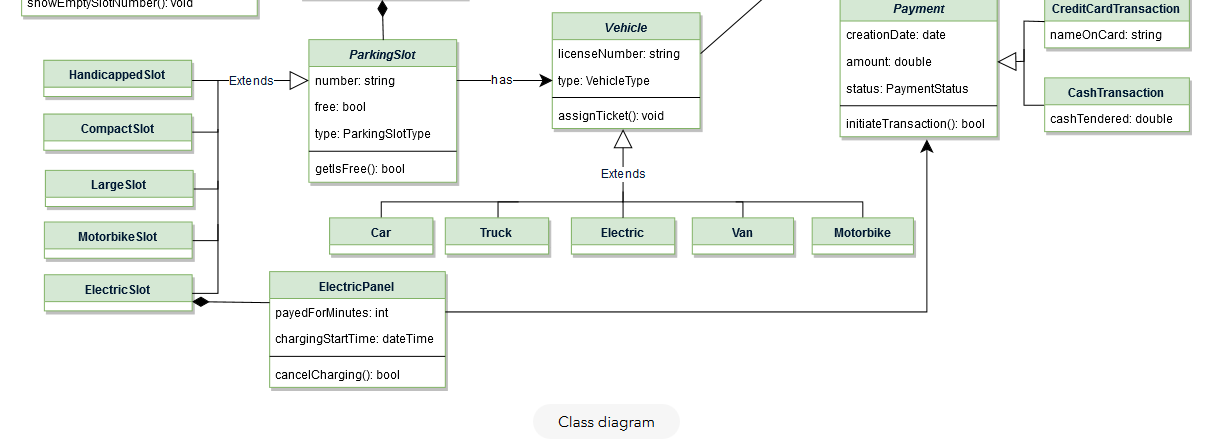 showEmptySlotNumber(): void
HandicappedSlot
CompactSlot
LargeSlot
MotorbikeSlot
ElectricSlot
Extends
ParkingSlot
number: string
free: bool
type: ParkingSlotType
getIsFree(): bool
has
Vehicle
licenseNumber: string
type: VehicleType
assignTicket(): void
Extends
Car
Truck
Electric
Van
Motorbike
Payment
creationDate: date
amount: double
status: PaymentStatus
initiateTransaction(): bool
CreditCardTransaction
nameOnCard: string
CashTransaction
cashTendered: double
ElectricPanel
payedForMinutes: int
chargingStartTime: dateTime
cancelCharging(): bool
Class diagram